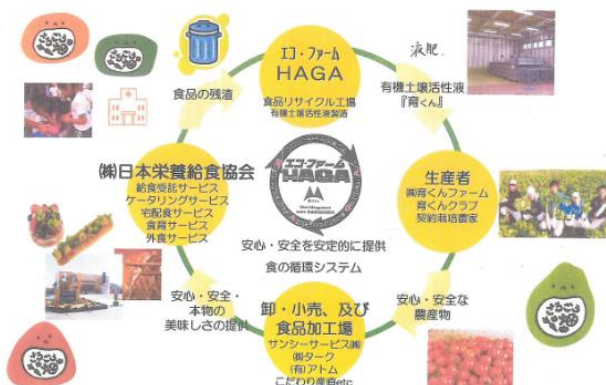 エコ・ファーム
HAGA
食品リサイクル工場
有機土壌活性液製造
液肥.
有機土壌活性液
『育くん』
生産者
㈱育くんファーム
育くんクラブ
契約栽培農家
安心・安全な
農産物
卸・小売、及び
食品加工場
サンシーサービス㈱
㈱ターク
(有)アトム
こだわり産直etc
安心・安全・
本物の
美味しさの提供
㈱日本栄養給食協会
給食受託サービス
ケータリングサービス
宅配食サービス
食育サービス
外食サービス
食品の残渣
エコ・ファーム
HAGA
安心・安全を安定的に提供
食の循環システム